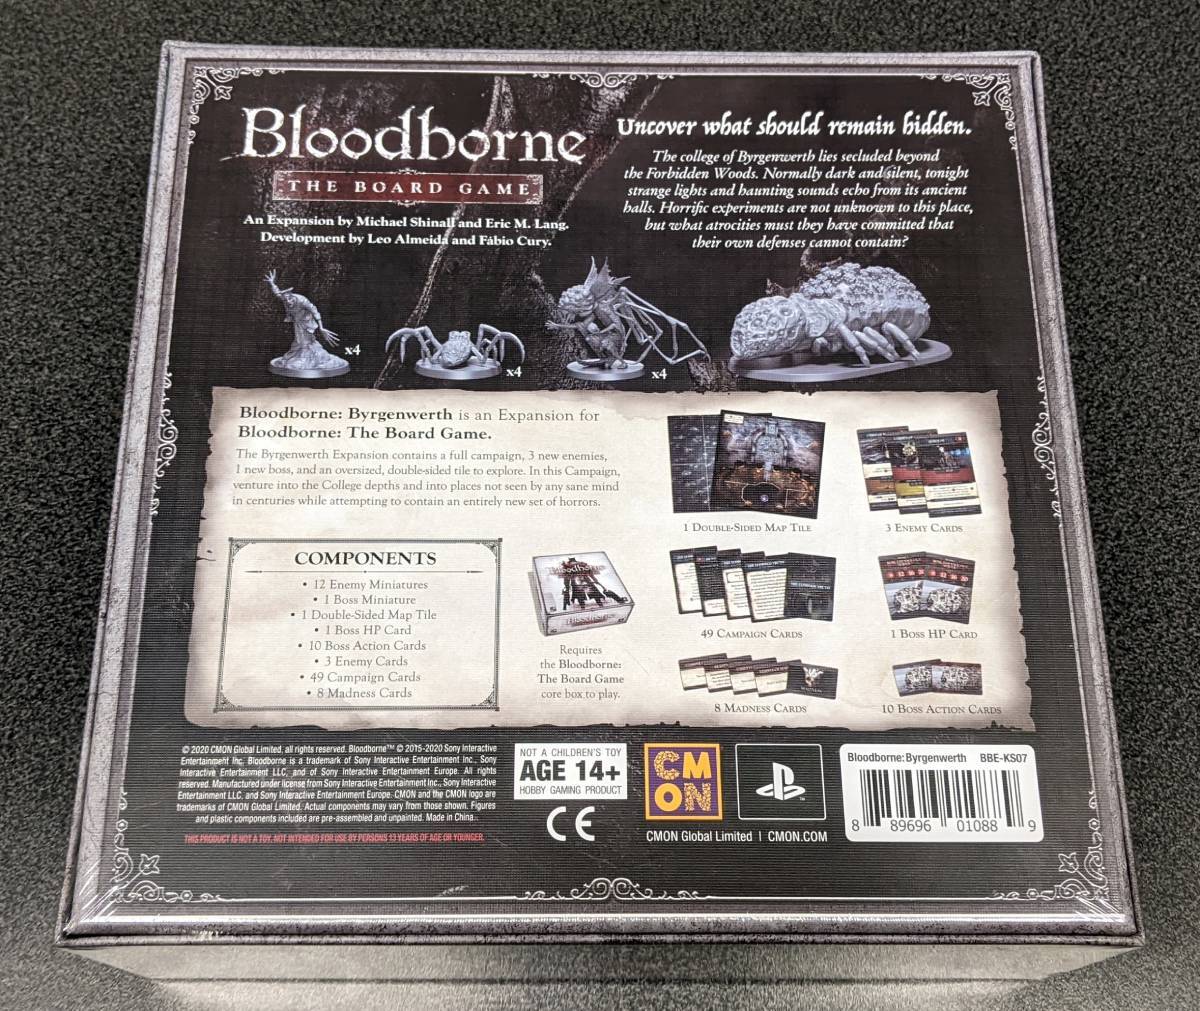 Bloodborne
THE BOARD GAME
An Expansion by Michael Shinall and Eric M. Lang.
Development by Leo Almeida and Fábio Cury.
Uncover what should remain hidden.
The college of Byrgenwerth lies secluded beyond
the Forbidden Woods. Normally dark and silent, tonight
strange lights and haunting sounds echo from its ancient
halls. Horrific experiments are not unknown to this place,
but what atrocities must they have committed that
their own defenses cannot contain?
x4
x4
x4
Bloodborne: Byrgenwerth is an Expansion for
Bloodborne: The Board Game.
The Byrgenwerth Expansion contains a full campaign, 3 new enemies,
1 new boss, and an oversized, double-sided tile to explore. In this Campaign,
venture into the College depths and into places not seen by any sane mind
in centuries while attempting to contain an entirely new set of horrors.
COMPONENTS
• 12 Enemy Miniatures
• 1 Boss Miniature
• 1 Double-Sided Map Tile
• 1 Boss HP Card
• 10 Boss Action Cards
• 3 Enemy Cards
• 49 Campaign Cards
• 8 Madness Cards
Bloodborne
Bloodborne
Requires
the Bloodborne:
The Board Game
core box to play.
1 Double-Sided Map Tile
3 Enemy Cards
49 Campaign Cards
1 Boss HP Card
8 Madness Cards
10 Boss Action Cards
© 2020 CMON Global Limited, all rights reserved. Bloodborne™ © 2015-2020 Sony Interactive
Entertainment Inc. Bloodborne is a trademark of Sony Interactive Entertainment Inc., Sony
Interactive Entertainment LLC, and of Sony Interactive Entertainment Europe. All rights
reserved. Manufactured under license from Sony Interactive Entertainment Inc., Sony Interactive
Entertainment LLC, and Sony Interactive Entertainment Europe. CMON and the CMON logo are
trademarks of CMON Global Limited. Actual components may vary from those shown. Figures
and plastic components included are pre-assembled and unpainted. Made in China.
THIS PRODUCT IS NOT A TOY. NOT INTENDED FOR USE BY PERSONS 13 YEARS OF AGE OR YOUNGER.
NOT A CHILDREN'S TOY
AGE 14+
HOBBY GAMING PRODUCT
CE
CM
ON
CMON Global Limited | CMON.COM
Bloodborne:Byrgenwerth BBE-KS07
8 89696 01088 9